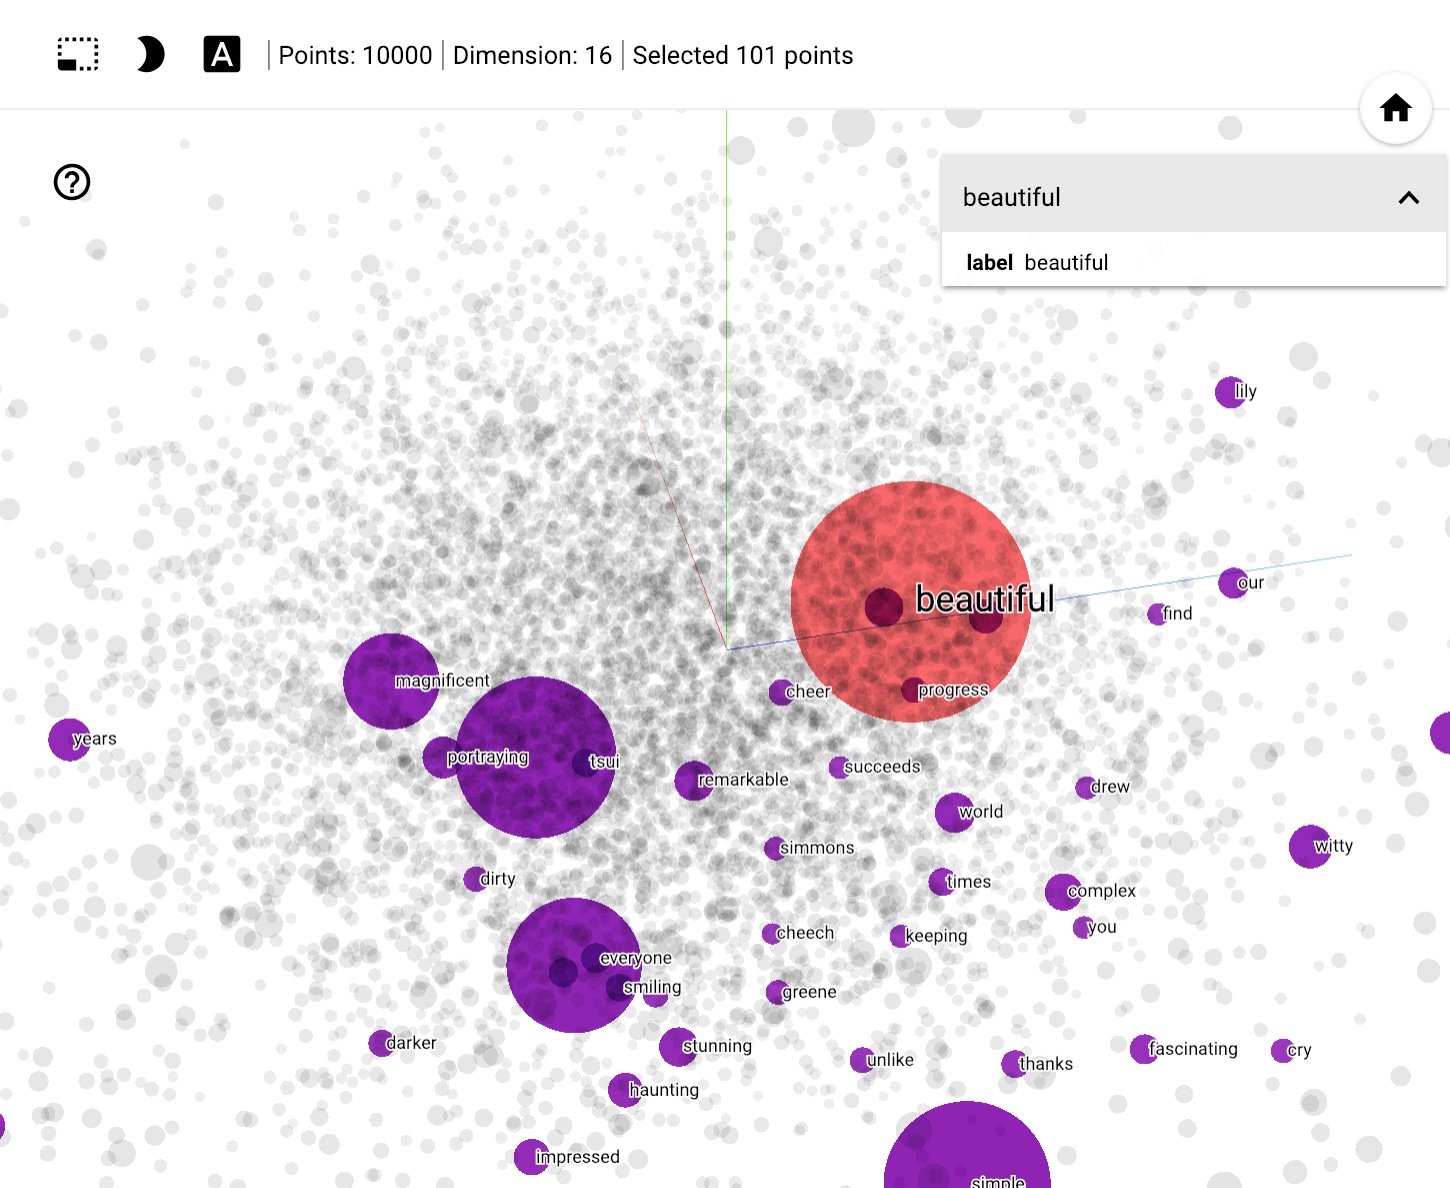 A
Points: 10000 | Dimension: 16 | Selected 101 points
beautiful
label beautiful
lily
our
beautiful
find
magnificent
cheer
progress
years
portraying
tsui
remarkable
succeeds
drew
world
simmons
witty
dirty
times
complex
you
cheech
keeping
everyone
smiling
greene
darker
stunning
unlike
thanks
fascinating
cry
haunting
impressed
simple